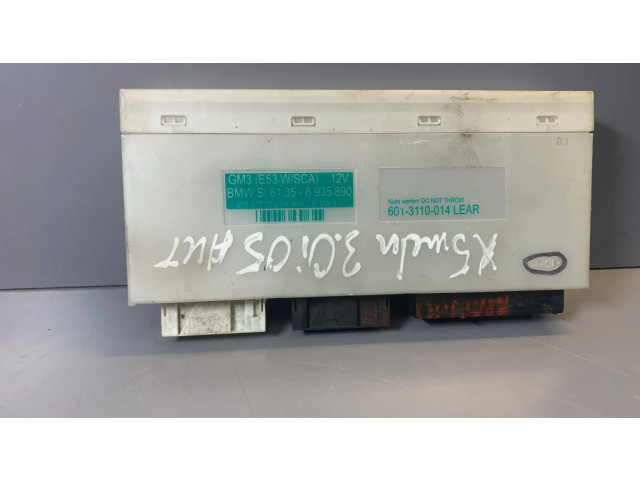 DJ
GM3 (E53 W/SCA) 12V
BMW S 61 35 - 6 935 890
Nicht werfen! DO NOT THROW
601-3110-014 LEAR
X5 3.0i 05 AUT